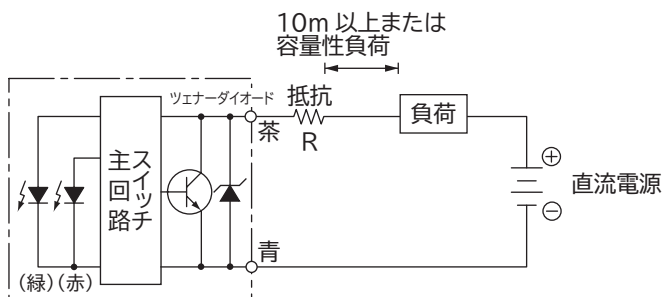 10m 以上または
容量性負荷
ツェナーダイオード
抵抗
茶
R
負荷
スイッチ
主回路
⊕
直流電源
⊖
青
(緑)(赤)